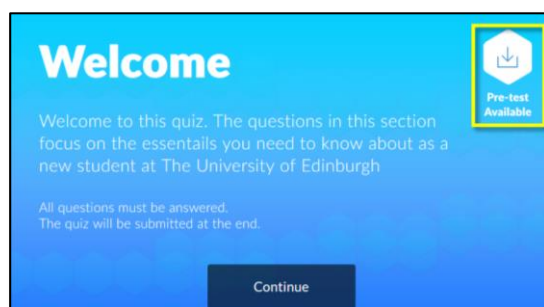 Welcome
Pre-test
Available
Welcome to this quiz. The questions in this section
focus on the essentails you need to know about as a
new student at The University of Edinburgh
All questions must be answered.
The quiz will be submitted at the end.
Continue